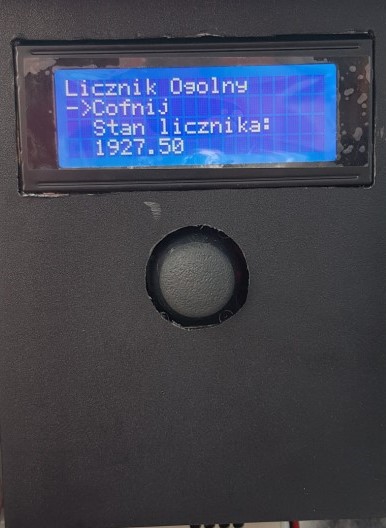 Licznik Ogolny
->Cofnij
Stan licznika:
1927.50